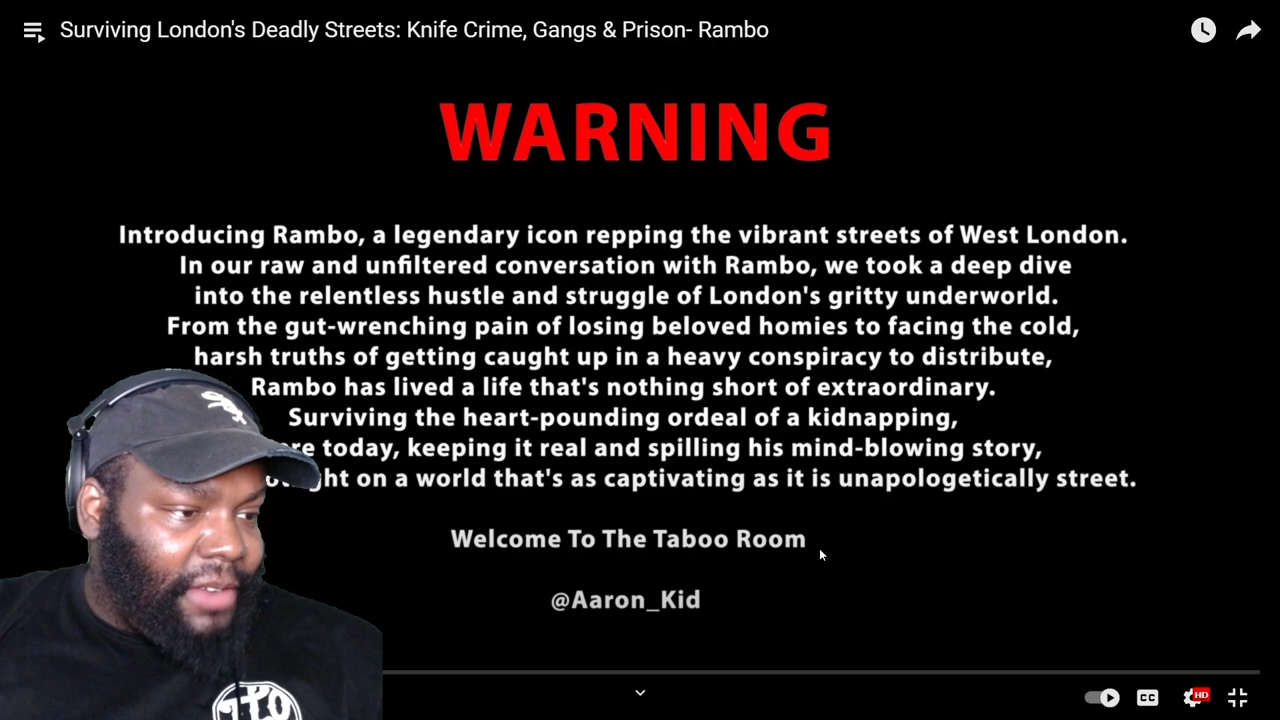 Surviving London's Deadly Streets: Knife Crime, Gangs & Prison- Rambo
WARNING
Introducing Rambo, a legendary icon repping the vibrant streets of West London.
In our raw and unfiltered conversation with Rambo, we took a deep dive
into the relentless hustle and struggle of London's gritty underworld.
From the gut-wrenching pain of losing beloved homies to facing the cold,
harsh truths of getting caught up in a heavy conspiracy to distribute,
Rambo has lived a life that's nothing short of extraordinary.
Surviving the heart-pounding ordeal of a kidnapping,
today, keeping it real and spilling his mind-blowing story,
on a world that's as captivating as it is unapologetically street.
Welcome To The Taboo Room
@Aaron_Kid
CC
HD